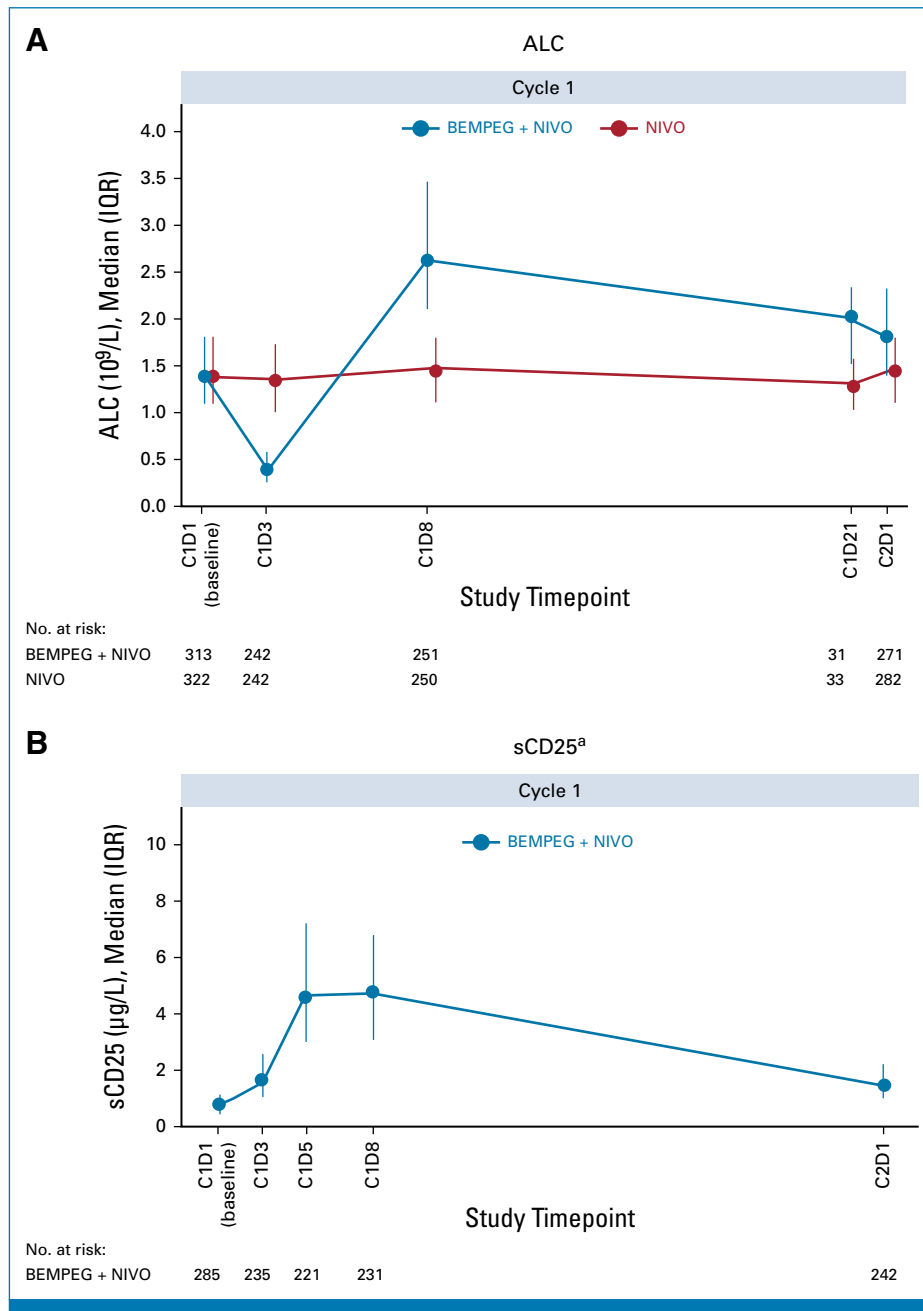 A
ALC
Cycle 1
BEMPEG + NIVO
NIVO
ALC (10⁹/L), Median (IQR)
4.0
3.5
3.0
2.5
2.0
1.5
1.0
0.5
0.0
C1D1
(baseline)
C1D3
C1D8
C1D21
C2D1
Study Timepoint
No. at risk:
BEMPEG + NIVO 313 242 251 31 271
NIVO 322 242 250 33 282
B
sCD25ᵃ
Cycle 1
BEMPEG + NIVO
sCD25 (μg/L), Median (IQR)
10
8
6
4
2
0
C1D1
(baseline)
C1D3
C1D5
C1D8
C2D1
Study Timepoint
No. at risk:
BEMPEG + NIVO 285 235 221 231 242